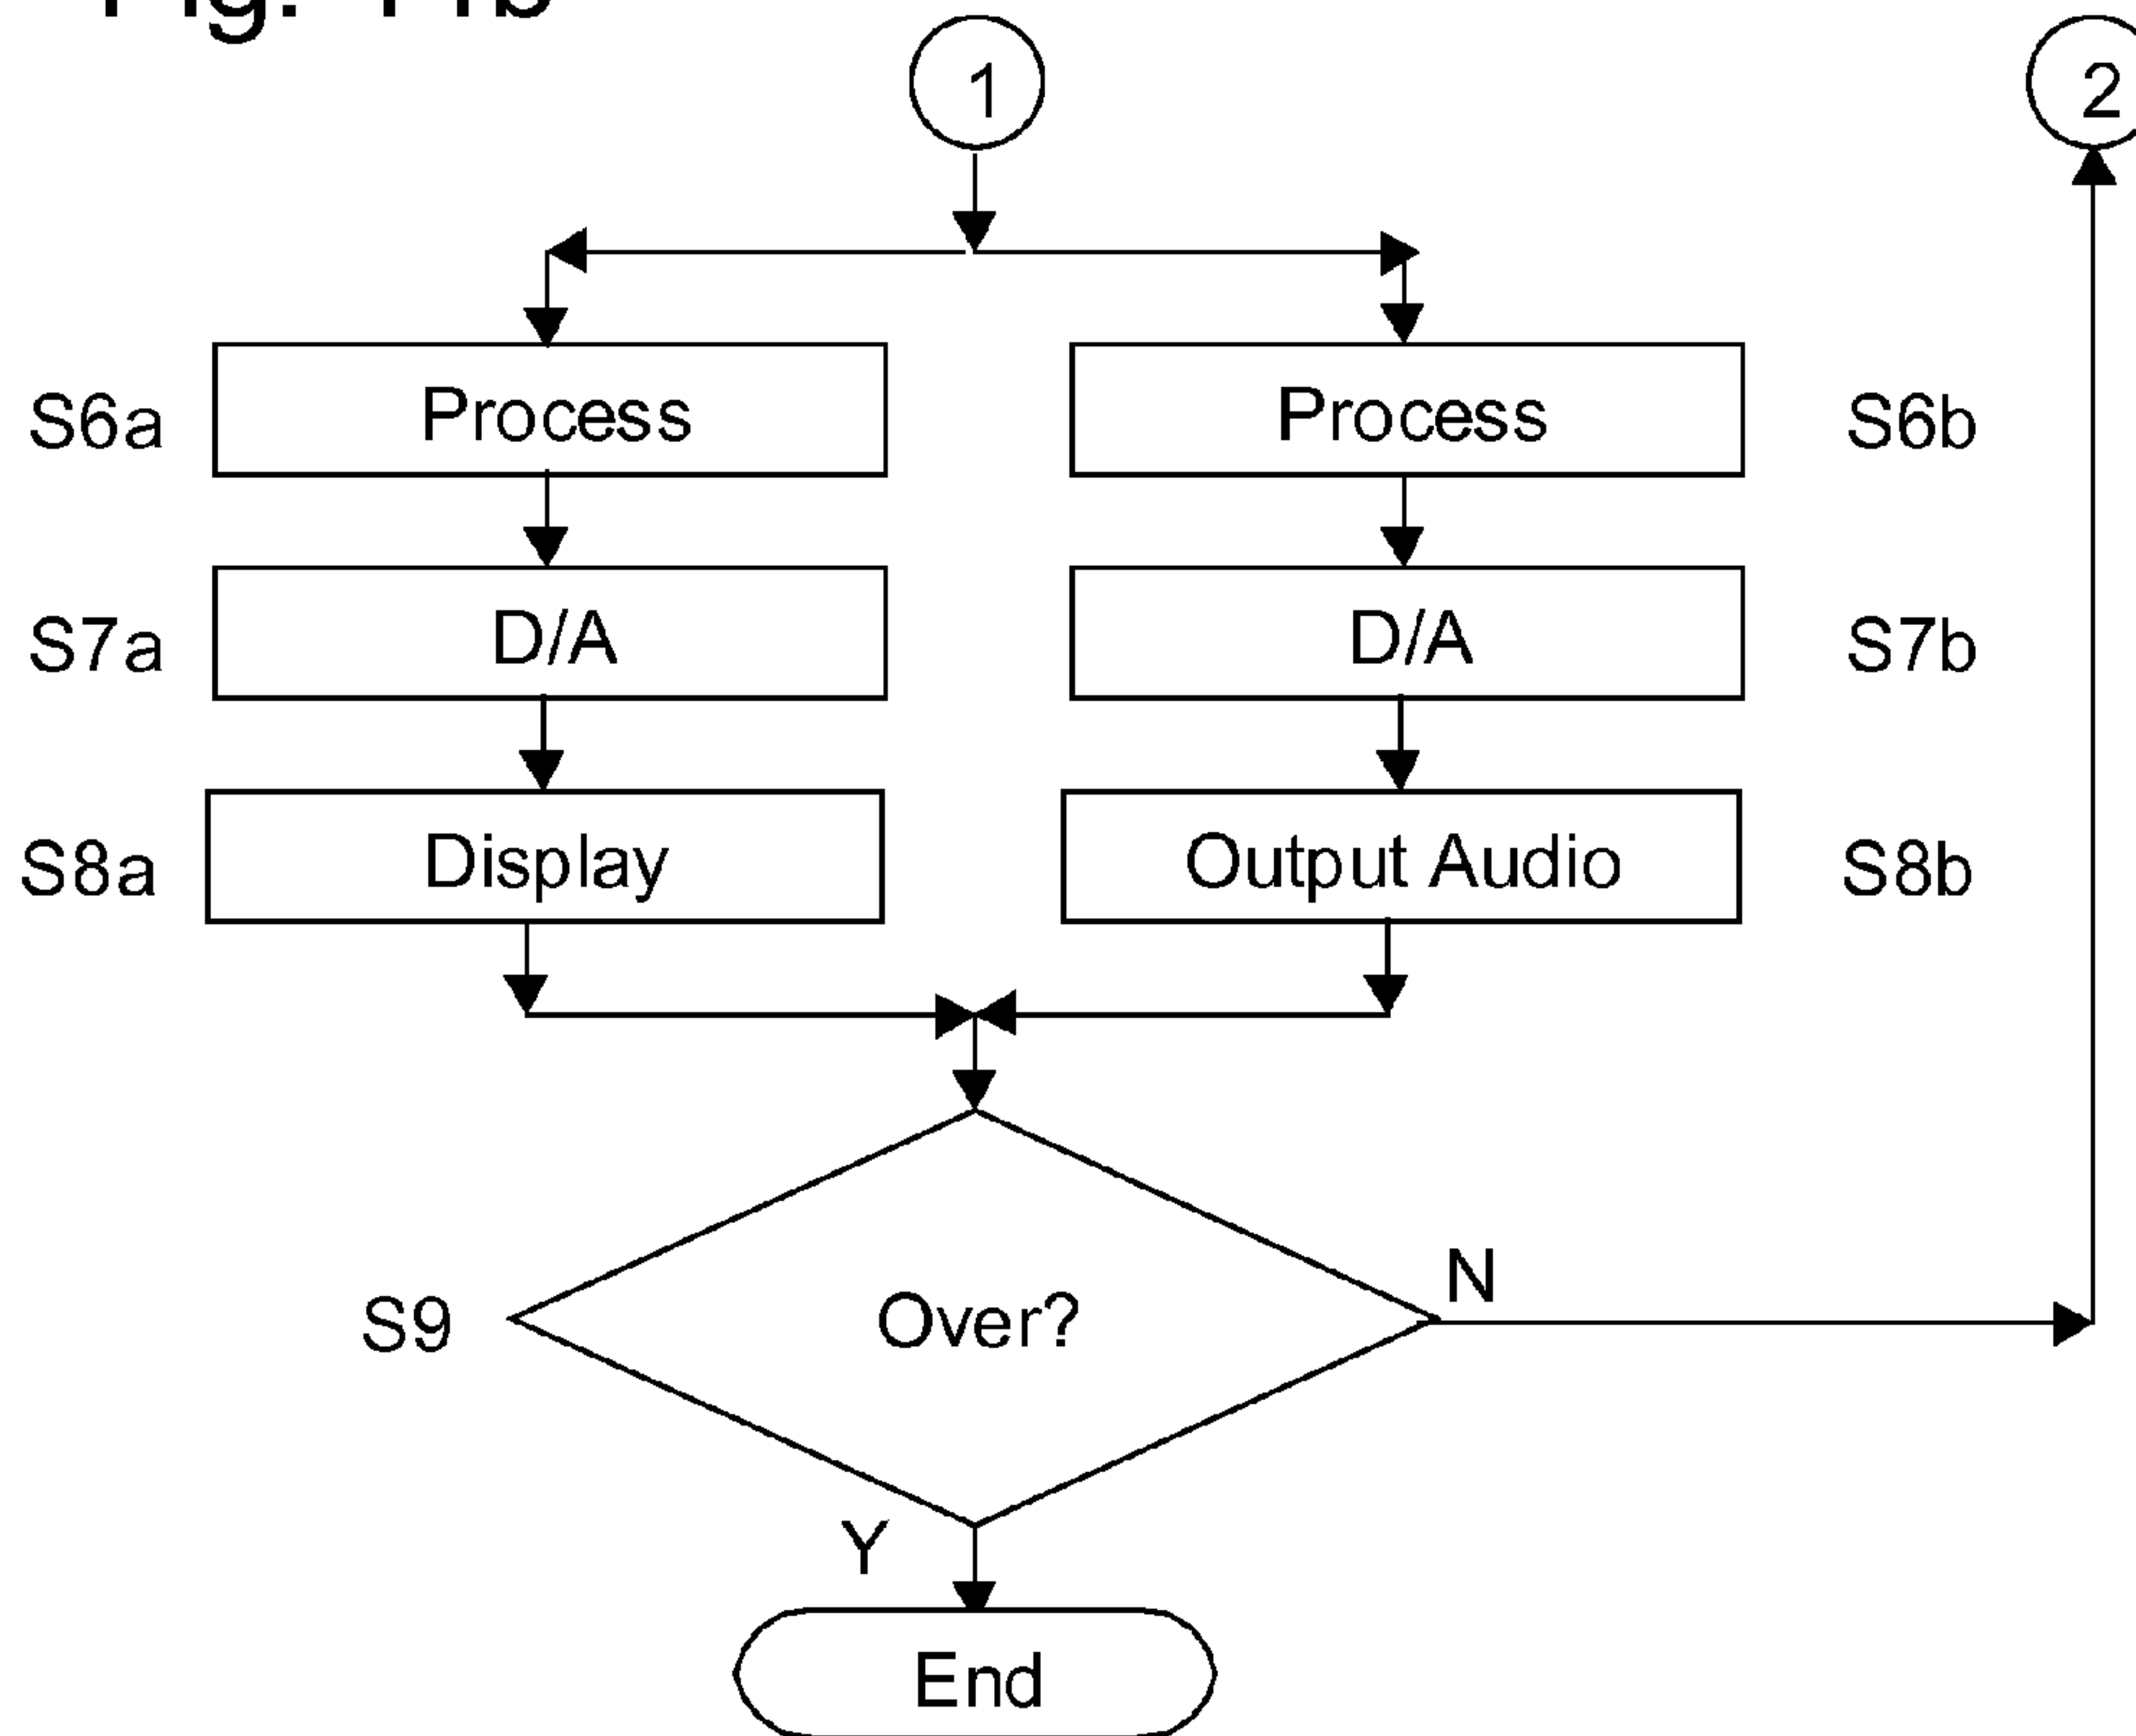 1 2
S6a Process Process S6b
S7a D/A D/A S7b
S8a Display Output Audio S8b
S9 Over? N
Y
End